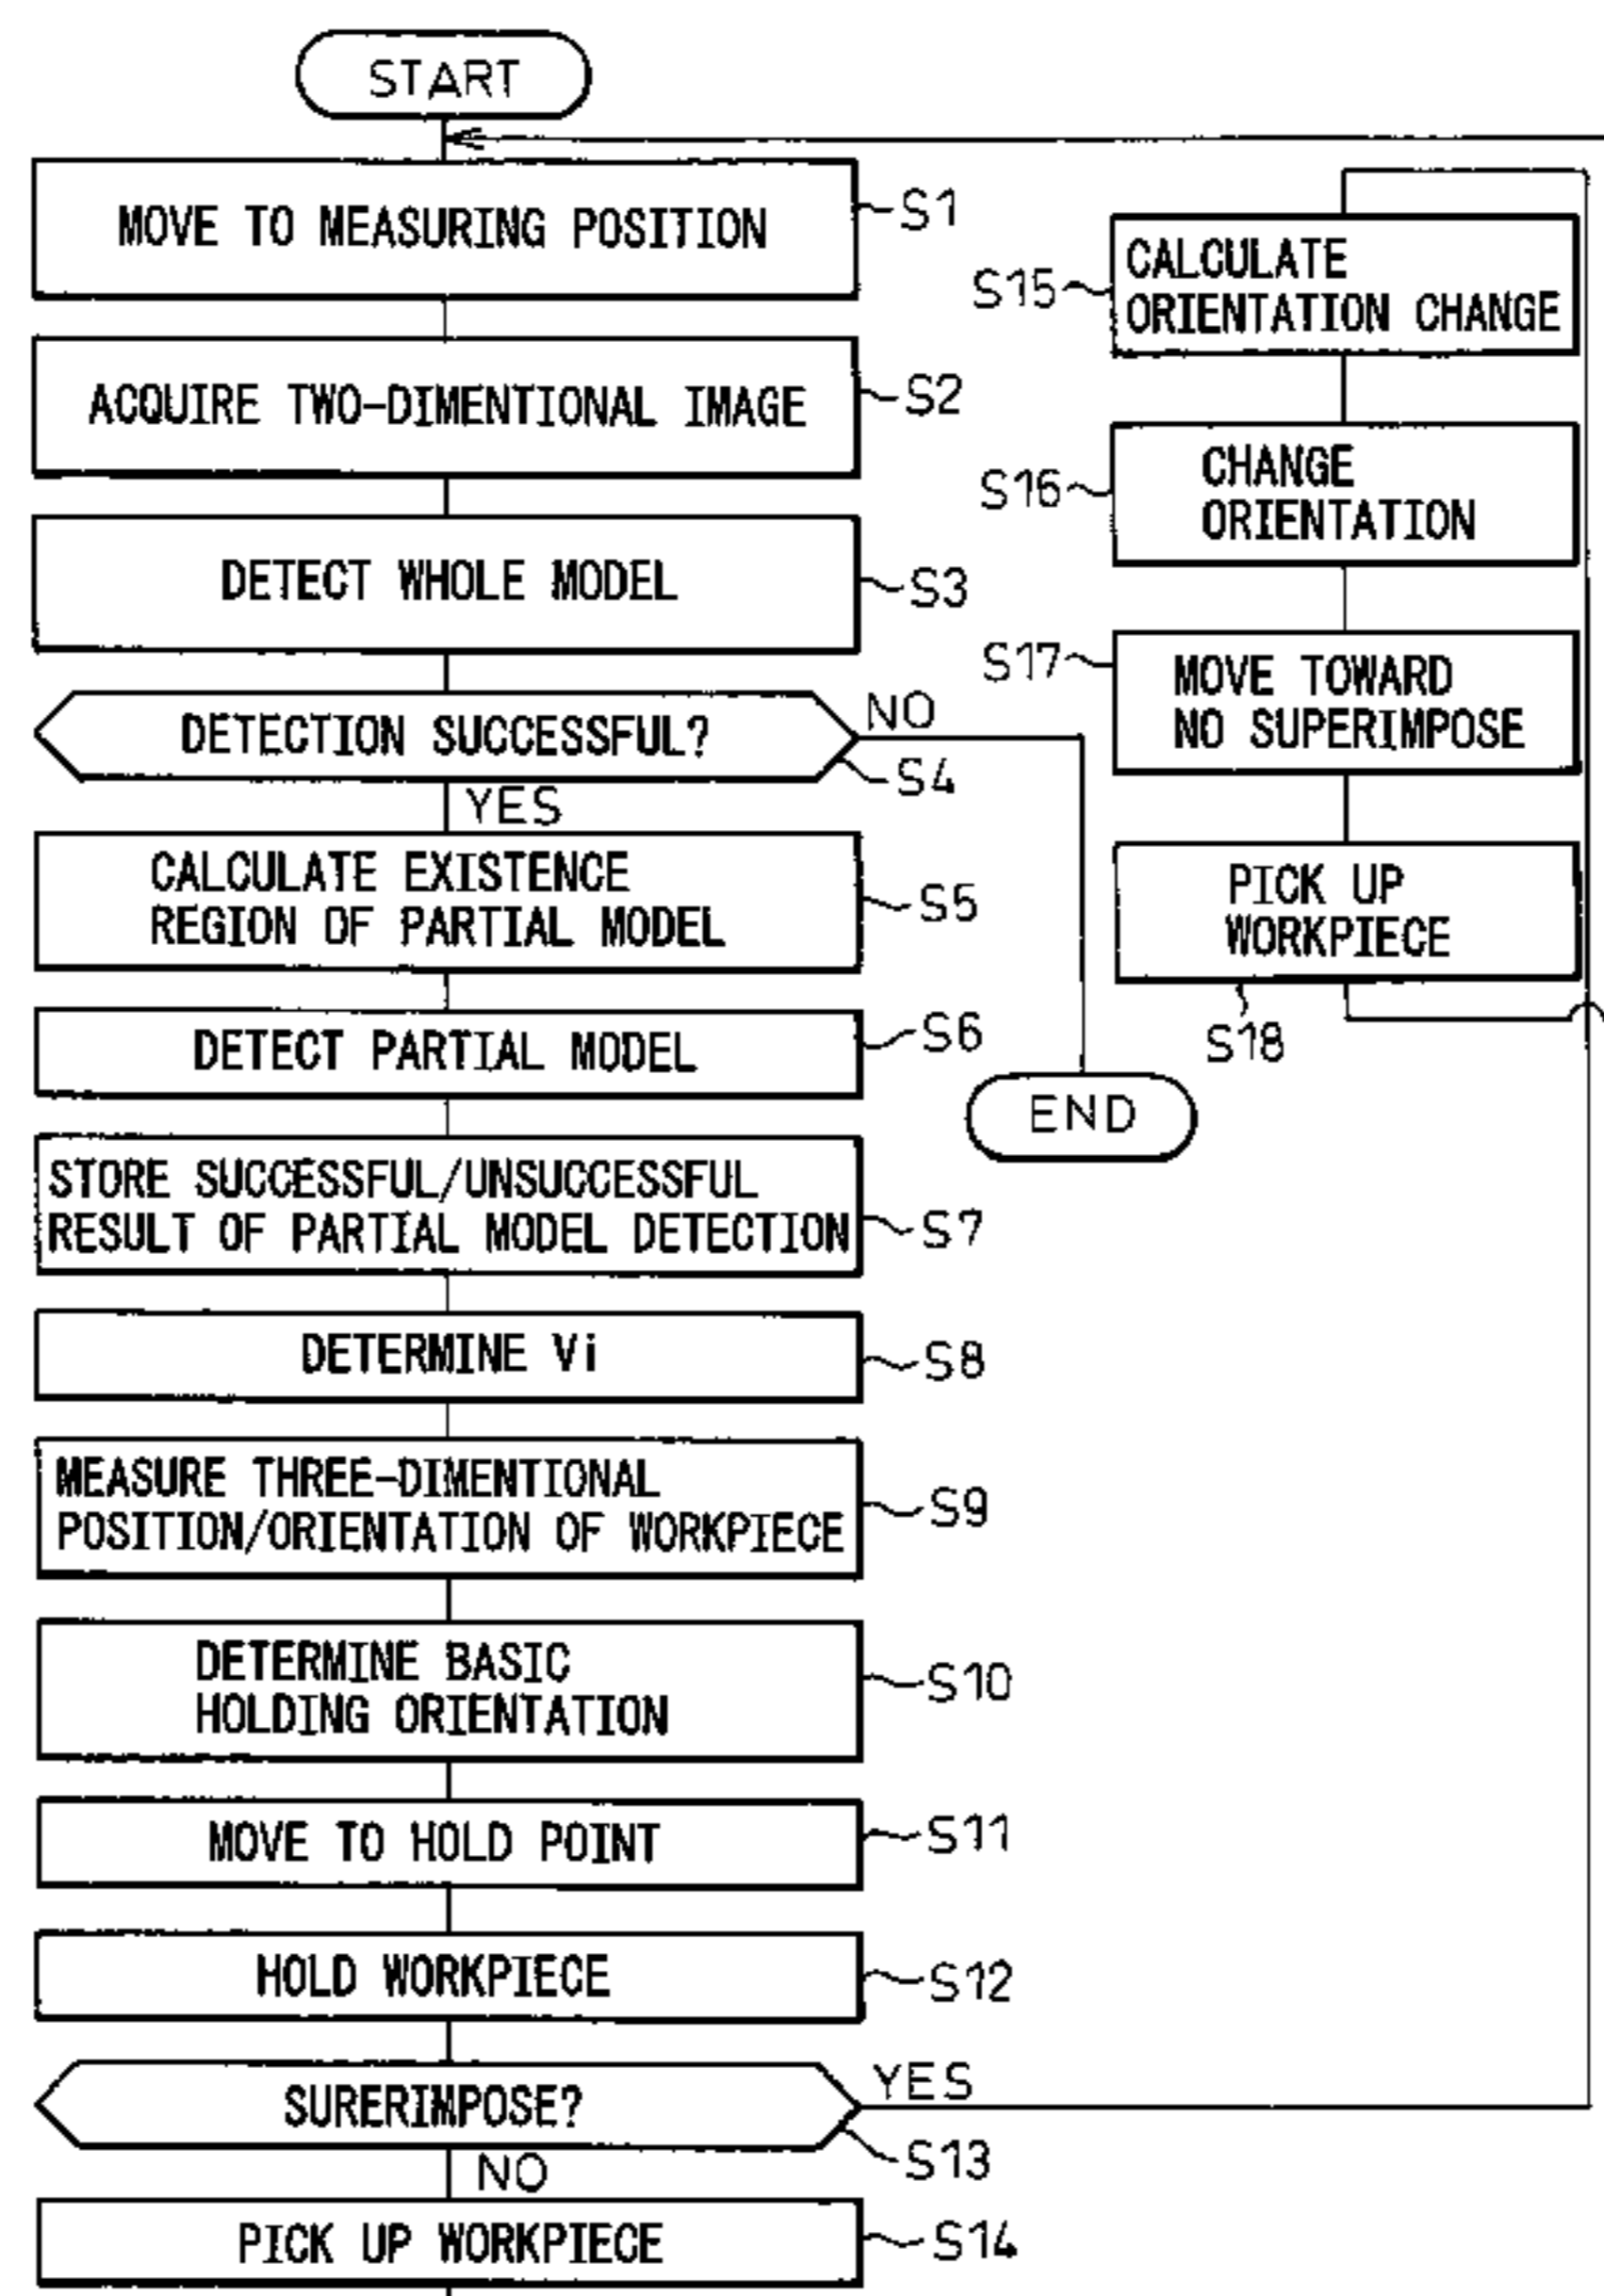 START
MOVE TO MEASURING POSITION
S1
ACQUIRE TWO-DIMENTIONAL IMAGE
S2
DETECT WHOLE MODEL
S3
DETECTION SUCCESSFUL?
NO
S4
YES
CALCULATE EXISTENCE
REGION OF PARTIAL MODEL
S5
DETECT PARTIAL MODEL
S6
STORE SUCCESSFUL/UNSUCCESSFUL
RESULT OF PARTIAL MODEL DETECTION
S7
DETERMINE Vi
S8
MEASURE THREE-DIMENTIONAL
POSITION/ORIENTATION OF WORKPIECE
S9
DETERMINE BASIC
HOLDING ORIENTATION
S10
MOVE TO HOLD POINT
S11
HOLD WORKPIECE
S12
SURERIMPOSE?
YES
S13
NO
PICK UP WORKPIECE
S14
S15
CALCULATE
ORIENTATION CHANGE
S16
CHANGE
ORIENTATION
S17
MOVE TOWARD
NO SUPERIMPOSE
PICK UP
WORKPIECE
S18
END